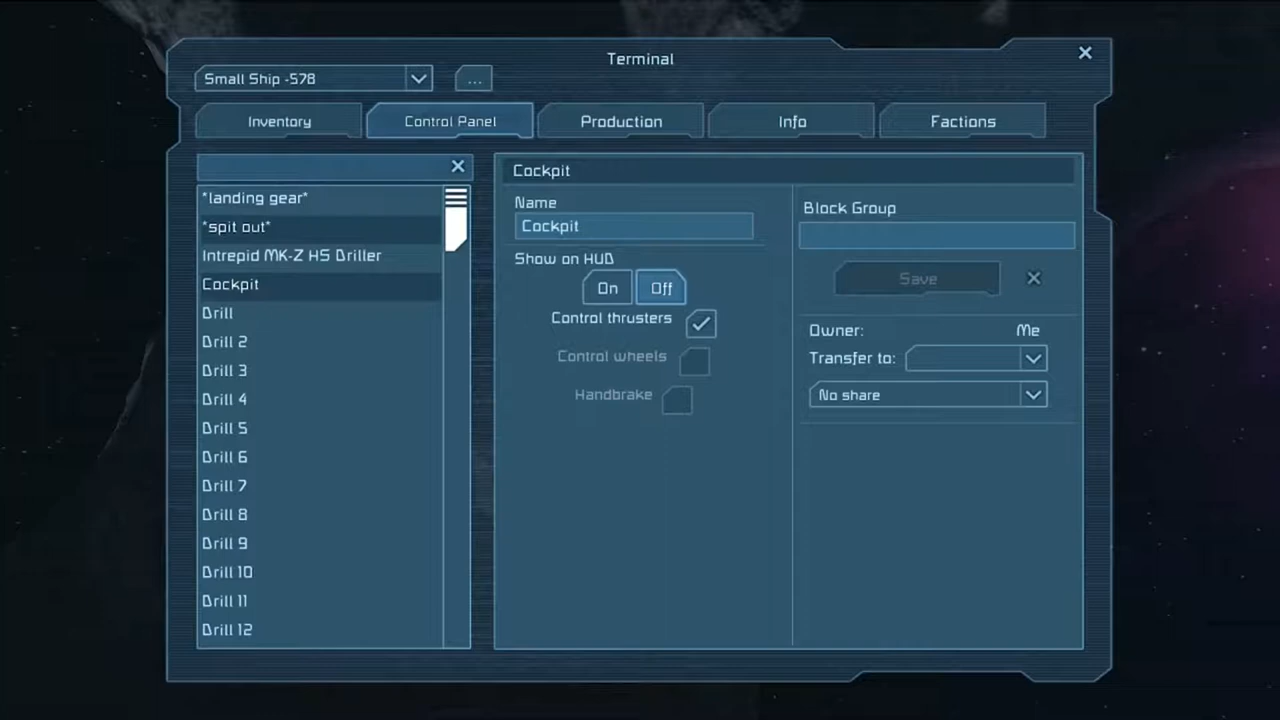 Terminal
Small Ship -578
...
Inventory
Control Panel
Production
Info
Factions
*landing gear*
*spit out*
Intrepid MK-Z HS Driller
Cockpit
Drill
Drill 2
Drill 3
Drill 4
Drill 5
Drill 6
Drill 7
Drill 8
Drill 9
Drill 10
Drill 11
Drill 12
Cockpit
Name
Cockpit
Show on HUD
On
Off
Control thrusters
Control wheels
Handbrake
Block Group
Save
Owner:
Me
Transfer to:
No share